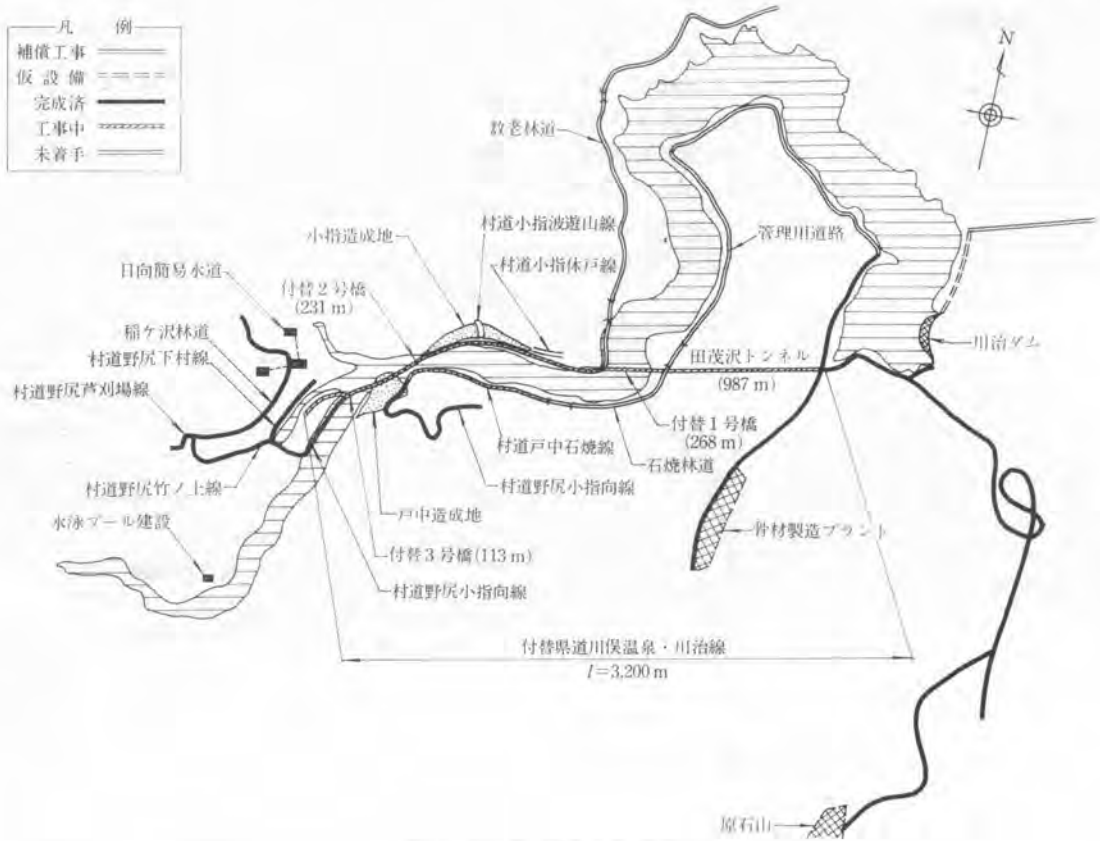 凡 例
補償工事
仮設備
完成済
工事中
未着手
N
数老林道
村道小指波遊山線
小指造成地
管理用道路
村道小指休戸線
日向簡易水道
付替2号橋
(231m)
稲ケ沢林道
川治ダム
村道野尻下村線
田茂沢トンネル
(987m)
村道野尻芦刈場線
付替1号橋
(268m)
村道戸中石焼線
石焼林道
村道野尻竹ノ上線
村道野尻小指向線
戸中造成地
水泳プール建設
骨材製造プラント
付替3号橋(113m)
村道野尻小指向線
付替県道川俣温泉・川治線
l=3,200m
原石山